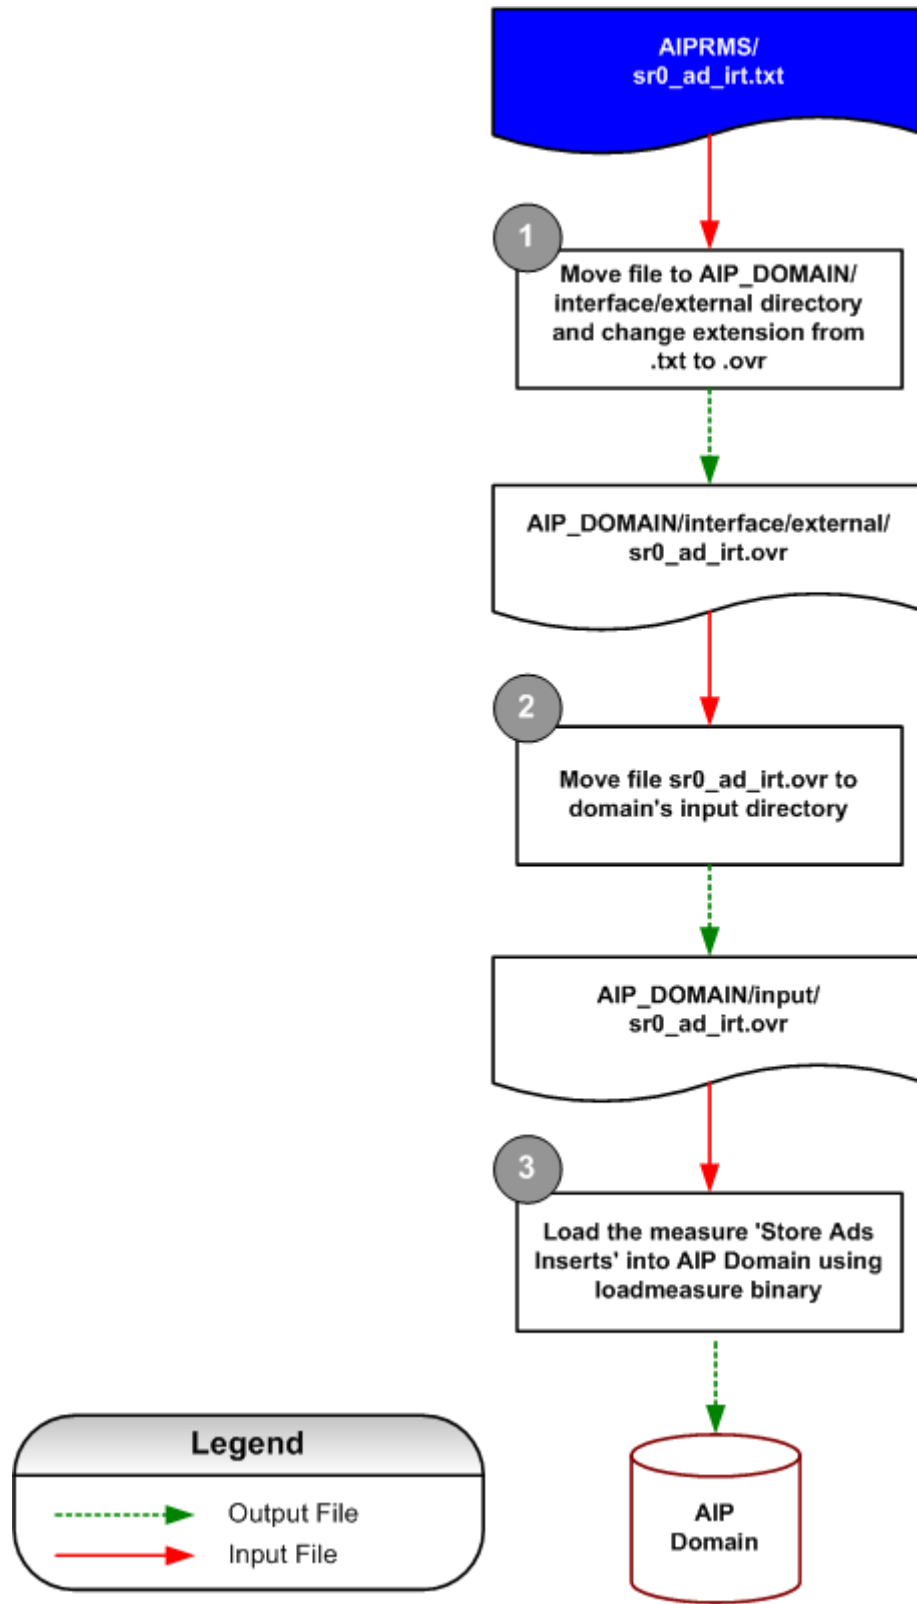 AIPRMS/
sr0_ad_irt.txt
1
Move file to AIP_DOMAIN/
interface/external directory
and change extension from
.txt to .ovr
AIP_DOMAIN/interface/external/
sr0_ad_irt.ovr
2
Move file sr0_ad_irt.ovr to
domain's input directory
AIP_DOMAIN/input/
sr0_ad_irt.ovr
3
Load the measure 'Store Ads
Inserts' into AIP Domain using
loadmeasure binary
AIP
Domain
Legend
Output File
Input File